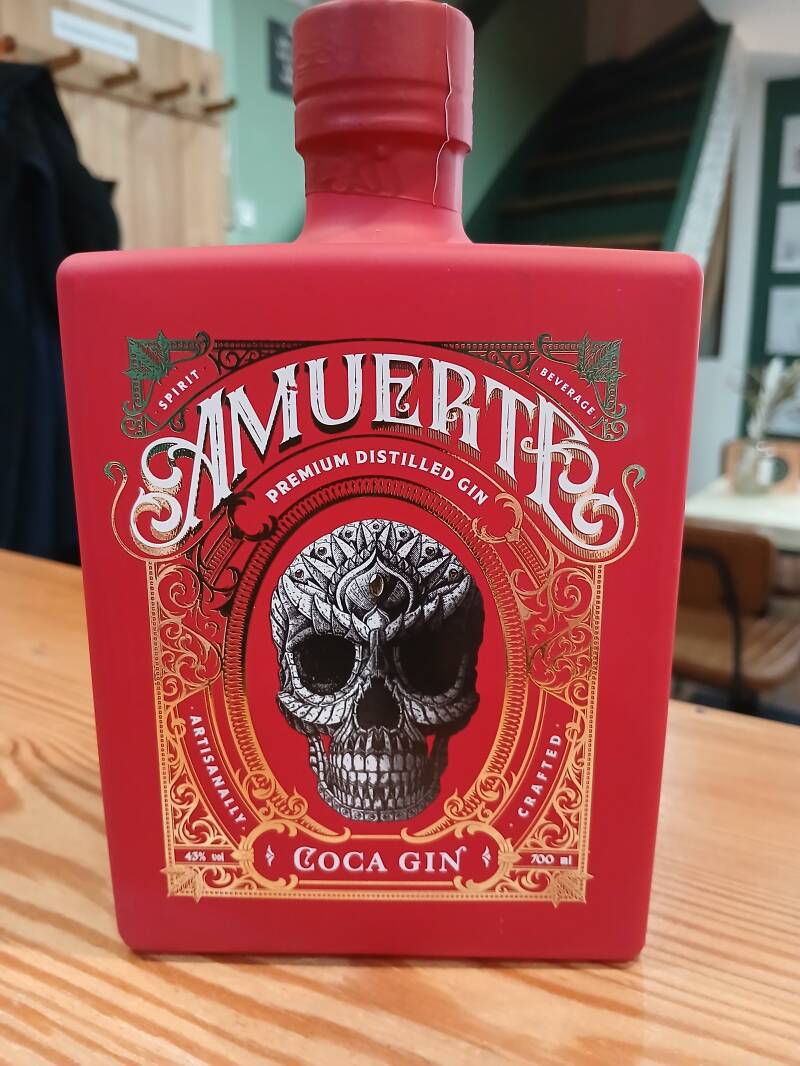 SPIRIT
BEVERAGE
AMUERTE
PREMIUM DISTILLED GIN
ARTISANALLY
CRAFTED
43% vol
COCA GIN
700 ml